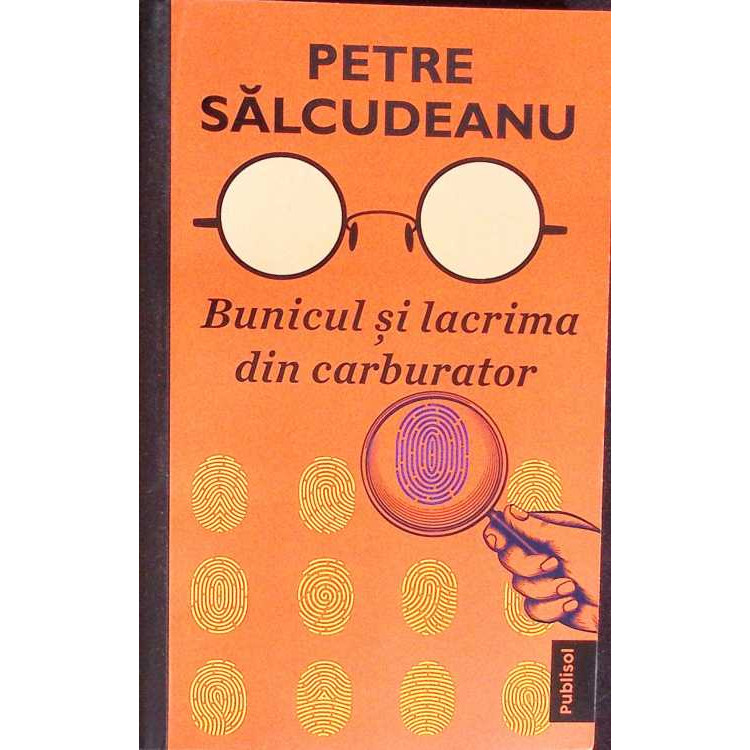 PETRE
SĂLCUDEANU
Bunicul și lacrima
din carburator
Publisol